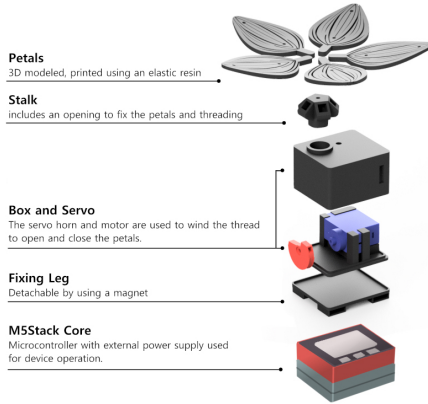 Petals
3D modeled, printed using an elastic resin
Stalk
includes an opening to fix the petals and threading
Box and Servo
The servo horn and motor are used to wind the thread
to open and close the petals.
Fixing Leg
Detachable by using a magnet
M5Stack Core
Microcontroller with external power supply used
for device operation.